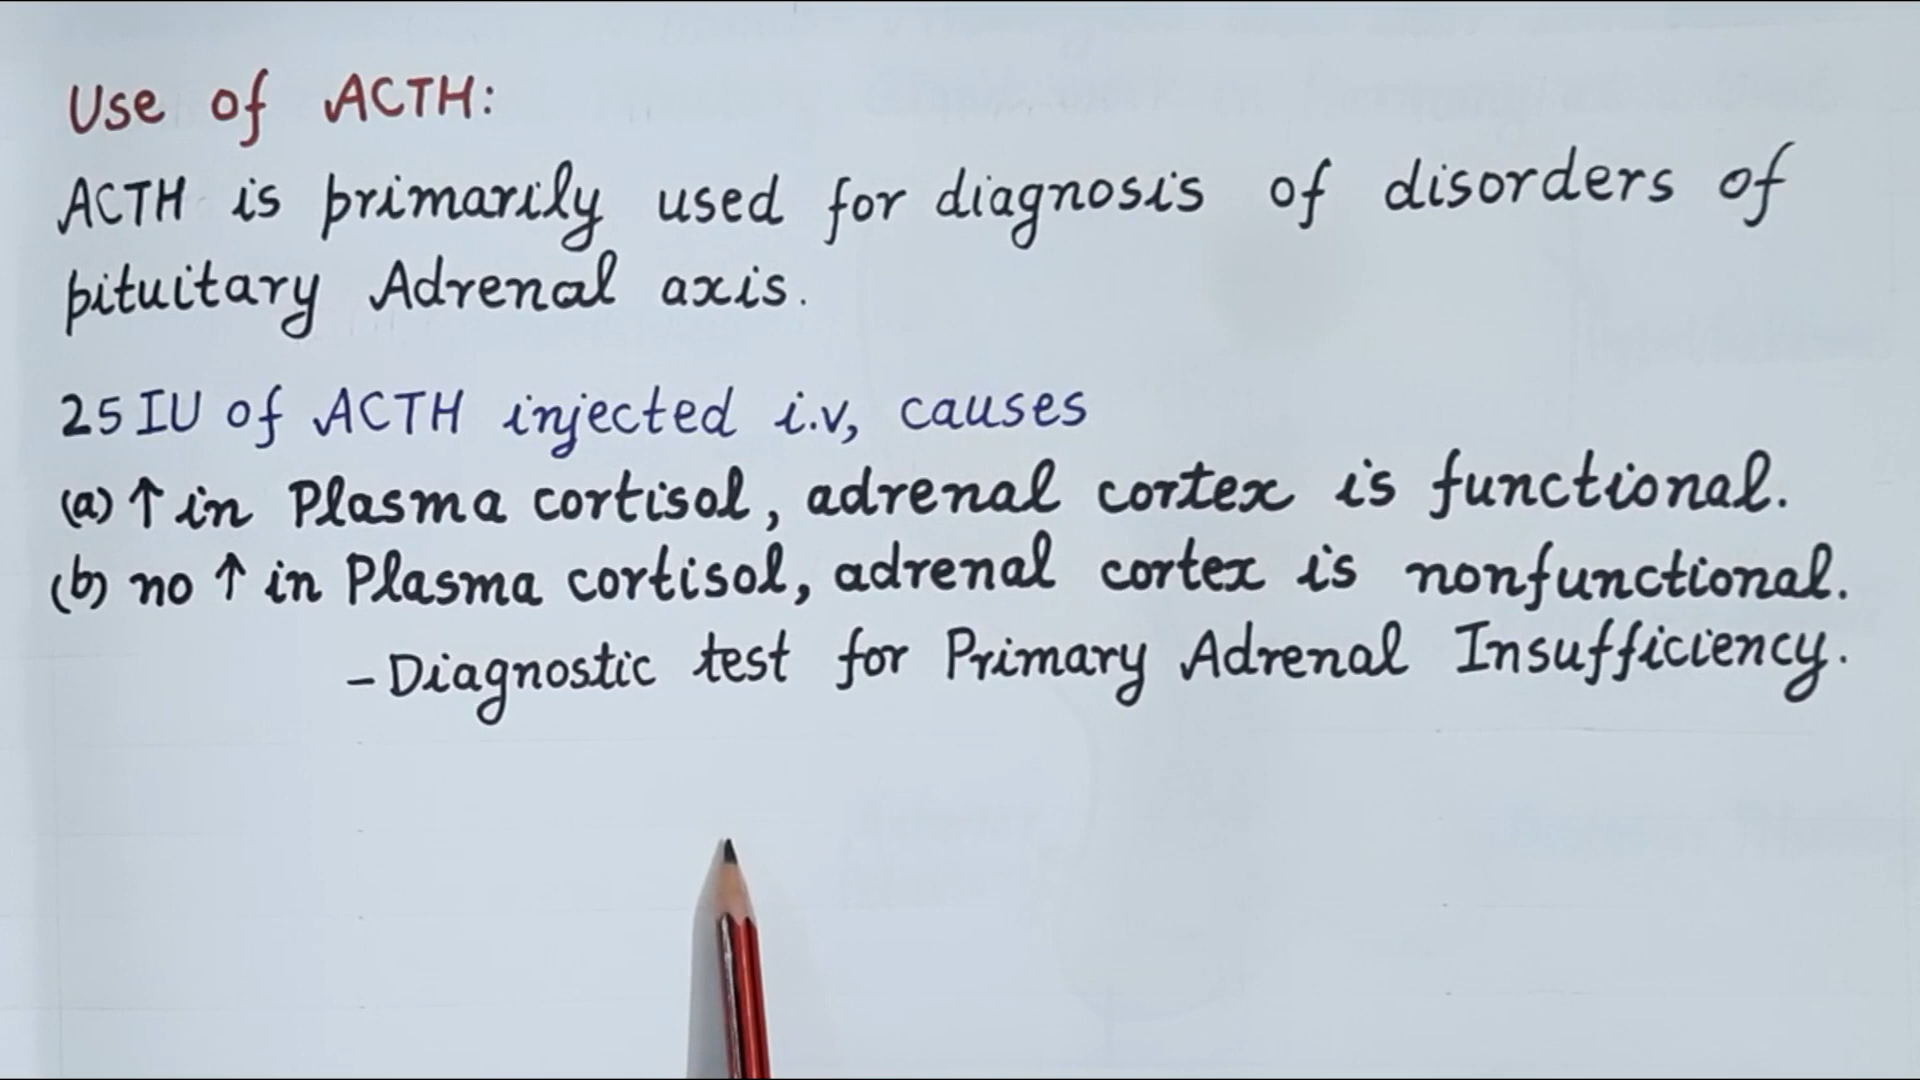 Use of ACTH:
ACTH is primarily used for diagnosis of disorders of
pituitary Adrenal axis.
25 IU of ACTH injected i.v, causes
(a) ↑ in Plasma cortisol, adrenal cortex is functional.
(b) no ↑ in Plasma cortisol, adrenal cortex is nonfunctional.
- Diagnostic test for Primary Adrenal Insufficiency.